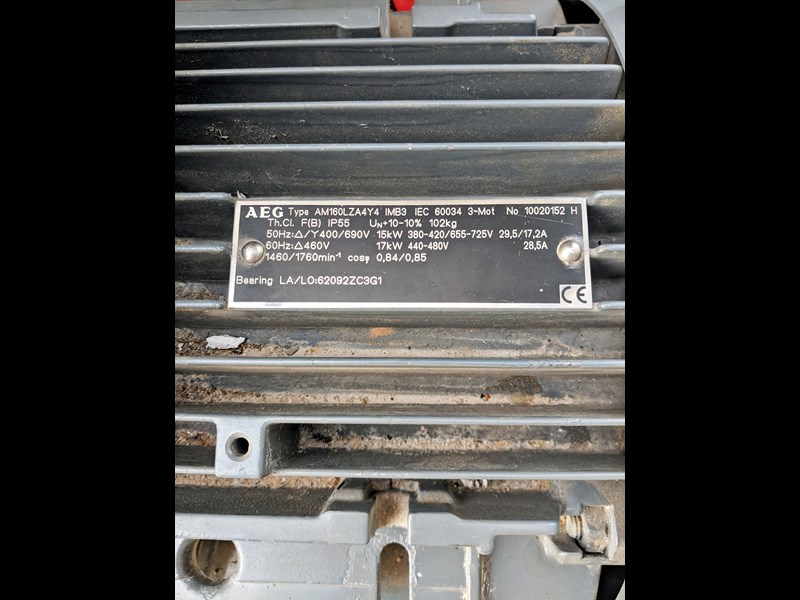 AEG Type AM160LZA4Y4 IMB3 IEC 60034 3-Mot No 10020152 H
Th.Cl. F(B) IP55 UN+10-10% 102kg
50Hz:△/Y400/690V 15kW 380-420/655-725V 29,5/17,2A
60Hz:△460V 17kW 440-480V 28,5A
1460/1760min⁻¹ cosφ 0,84/0,85
Bearing LA/LO:62092ZC3G1
CE